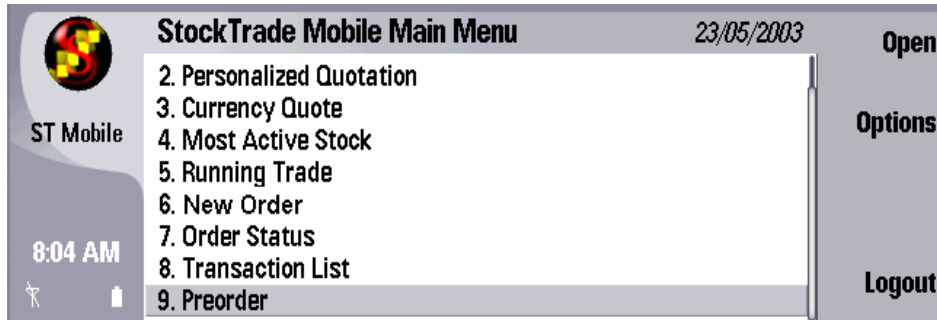 StockTrade Mobile Main Menu
23/05/2003
Open
2. Personalized Quotation
3. Currency Quote
ST Mobile
4. Most Active Stock
Options
5. Running Trade
6. New Order
7. Order Status
8:04 AM
8. Transaction List
9. Preorder
Logout